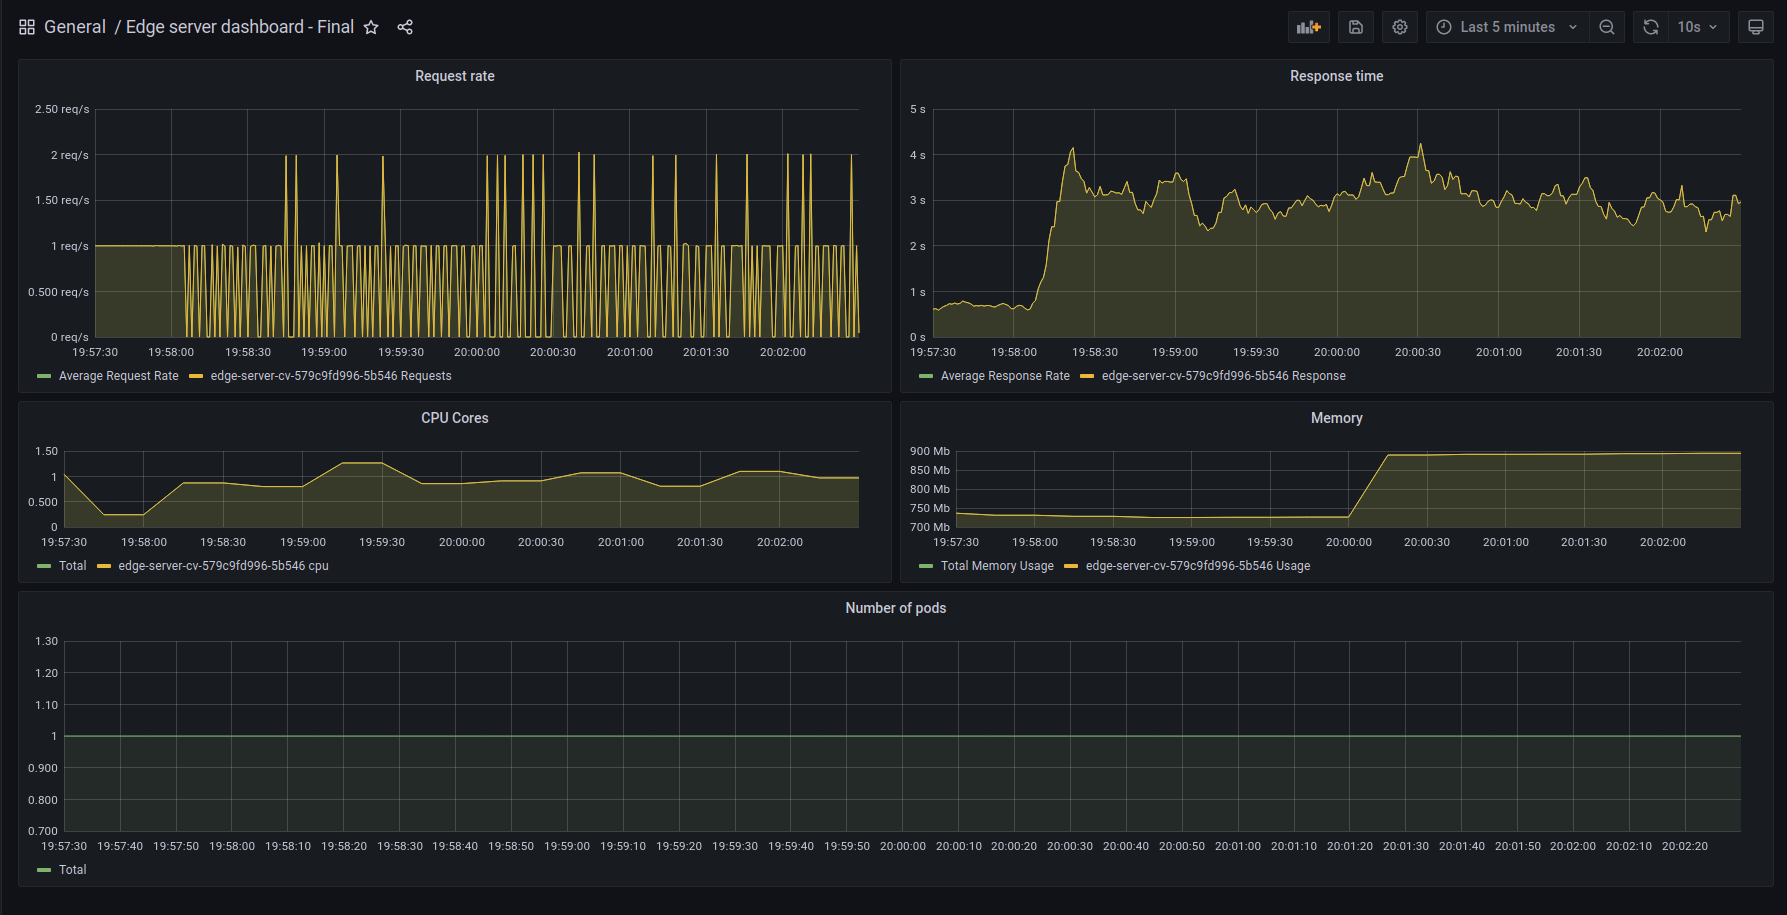 General / Edge server dashboard - Final
Last 5 minutes
10s
Request rate
2.50 req/s
2 req/s
1.50 req/s
1 req/s
0.500 req/s
0 req/s
19:57:30 19:58:00 19:58:30 19:59:00 19:59:30 20:00:00 20:00:30 20:01:00 20:01:30 20:02:00
Average Request Rate edge-server-cv-579c9fd996-5b546 Requests
Response time
5 s
4 s
3 s
2 s
1 s
0 s
19:57:30 19:58:00 19:58:30 19:59:00 19:59:30 20:00:00 20:00:30 20:01:00 20:01:30 20:02:00
Average Response Rate edge-server-cv-579c9fd996-5b546 Response
CPU Cores
1.50
1
0.500
0
19:57:30 19:58:00 19:58:30 19:59:00 19:59:30 20:00:00 20:00:30 20:01:00 20:01:30 20:02:00
Total edge-server-cv-579c9fd996-5b546 cpu
Memory
900 Mb
850 Mb
800 Mb
750 Mb
700 Mb
19:57:30 19:58:00 19:58:30 19:59:00 19:59:30 20:00:00 20:00:30 20:01:00 20:01:30 20:02:00
Total Memory Usage edge-server-cv-579c9fd996-5b546 Usage
Number of pods
1.30
1.20
1.10
1
0.900
0.800
0.700
19:57:30 19:57:40 19:57:50 19:58:00 19:58:10 19:58:20 19:58:30 19:58:40 19:58:50 19:59:00 19:59:10 19:59:20 19:59:30 19:59:40 19:59:50 20:00:00 20:00:10 20:00:20 20:00:30 20:00:40 20:00:50 20:01:00 20:01:10 20:01:20 20:01:30 20:01:40 20:01:50 20:02:00 20:02:10 20:02:20
Total